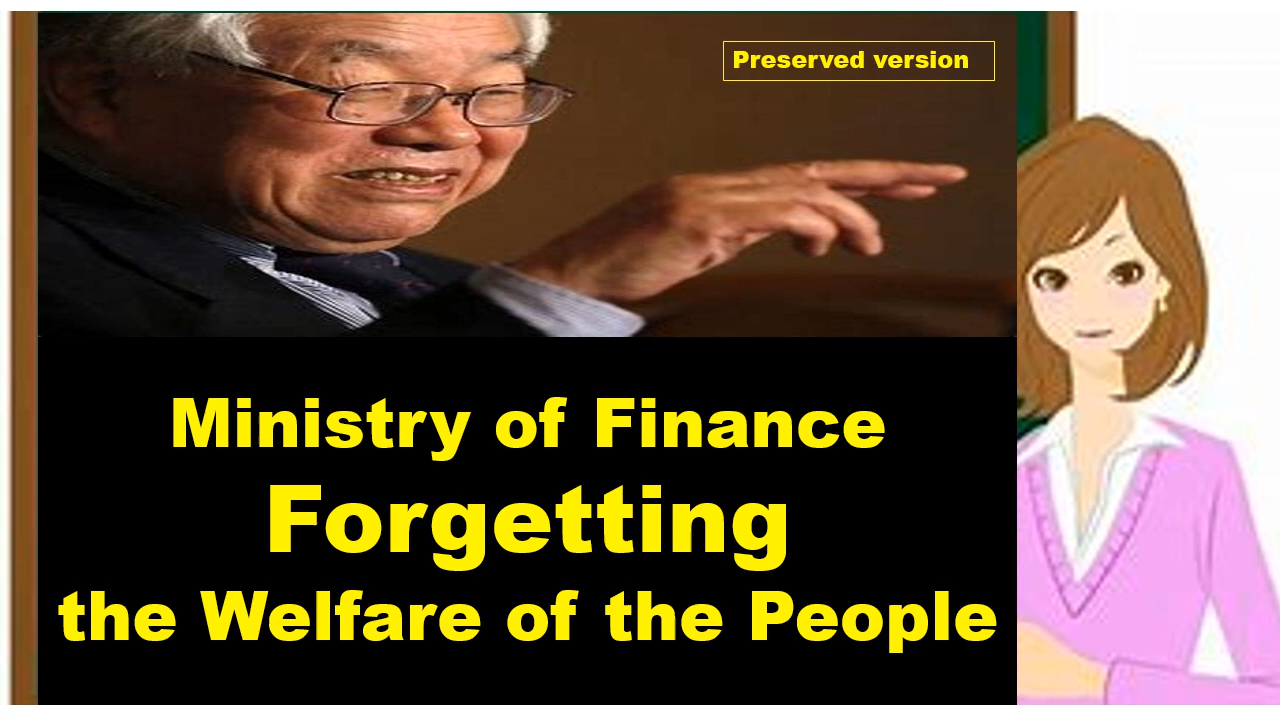 Preserved version
Ministry of Finance
Forgetting
the Welfare of the People